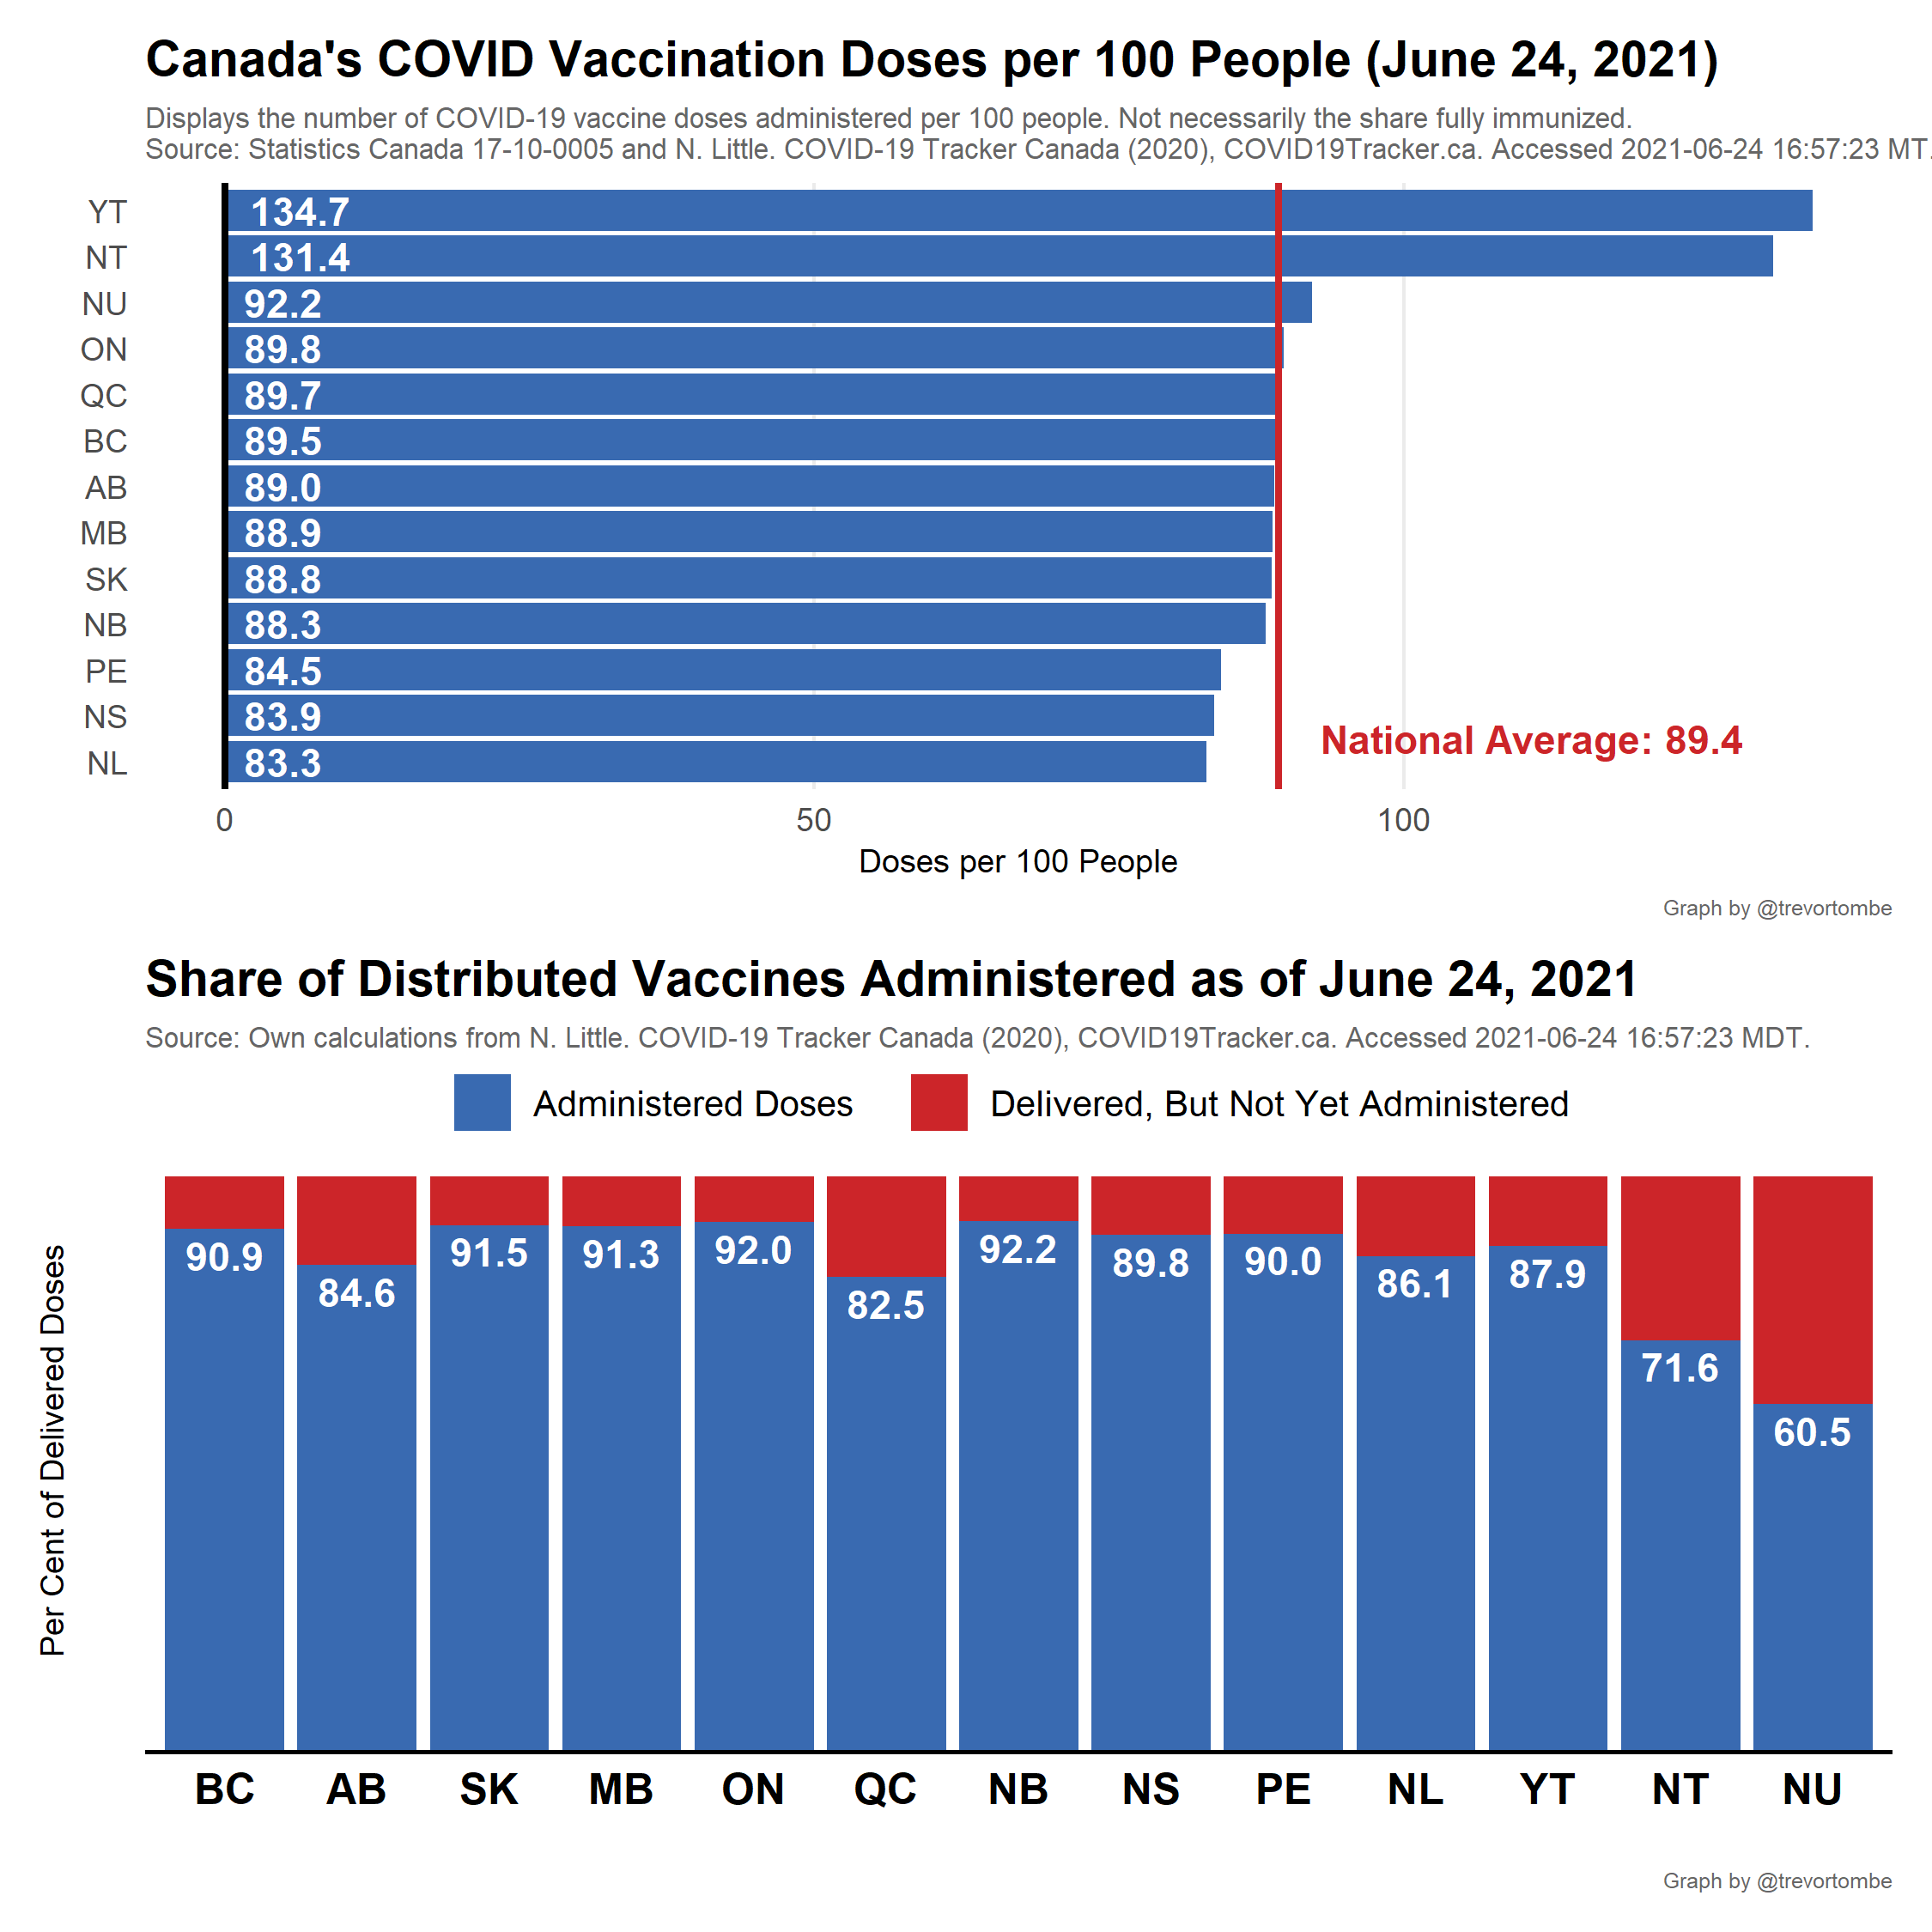 Canada's COVID Vaccination Doses per 100 People (June 24, 2021)
Displays the number of COVID-19 vaccine doses administered per 100 people. Not necessarily the share fully immunized.
Source: Statistics Canada 17-10-0005 and N. Little. COVID-19 Tracker Canada (2020), COVID19Tracker.ca. Accessed 2021-06-24 16:57:23 MT.
YT 134.7
NT 131.4
NU 92.2
ON 89.8
QC 89.7
BC 89.5
AB 89.0
MB 88.9
SK 88.8
NB 88.3
PE 84.5
NS 83.9
National Average: 89.4
NL 83.3
0 50 100
Doses per 100 People
Graph by @trevortombe
Share of Distributed Vaccines Administered as of June 24, 2021
Source: Own calculations from N. Little. COVID-19 Tracker Canada (2020), COVID19Tracker.ca. Accessed 2021-06-24 16:57:23 MDT.
Administered Doses Delivered, But Not Yet Administered
Per Cent of Delivered Doses
90.9 84.6 91.5 91.3 92.0 82.5 92.2 89.8 90.0 86.1 87.9 71.6 60.5
BC AB SK MB ON QC NB NS PE NL YT NT NU
Graph by @trevortombe